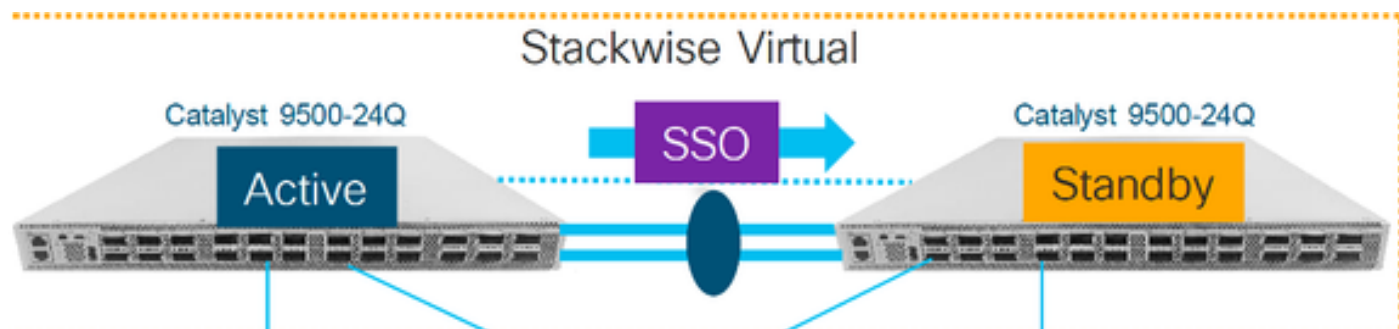 Stackwise Virtual
Catalyst 9500-24Q
SSO
Catalyst 9500-24Q
Active
Standby